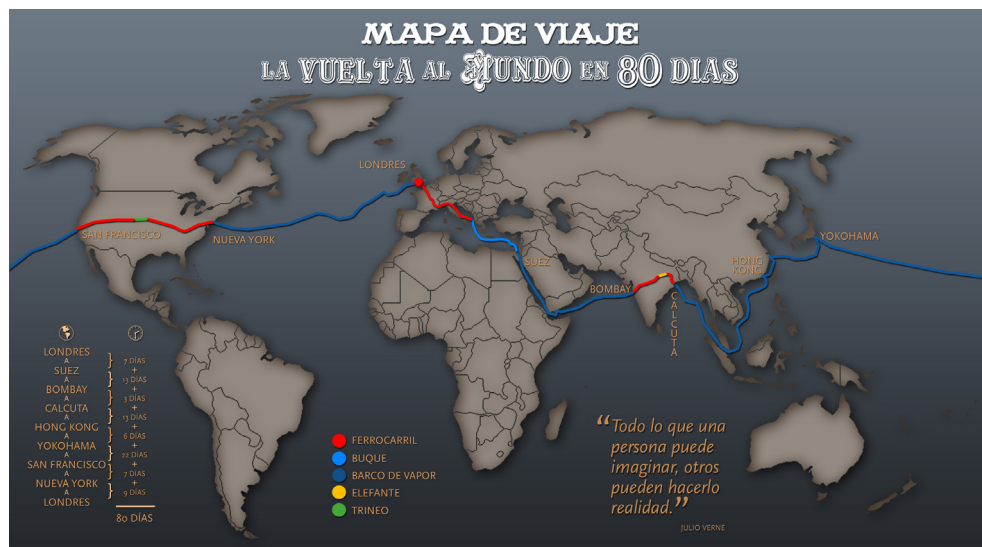 MAPA DE VIAJE
LA VUELTA AL MUNDO EN 80 DIAS
LONDRES
SAN FRANCISCO
NUEVA YORK
SUEZ
BOMBAY
CALCUTA
HONG
KONG
YOKOHAMA
LONDRES
A
7 DÍAS
SUEZ
+
A
13 DÍAS
BOMBAY
+
A
3 DÍAS
CALCUTA
+
A
13 DÍAS
HONG KONG
+
A
6 DÍAS
YOKOHAMA
+
A
22 DÍAS
SAN FRANCISCO
+
A
7 DÍAS
NUEVA YORK
+
A
9 DÍAS
LONDRES
80 DÍAS
FERROCARRIL
BUQUE
BARCO DE VAPOR
ELEFANTE
TRINEO
“Todo lo que una
persona puede
imaginar, otros
pueden hacerlo
realidad.”
JULIO VERNE